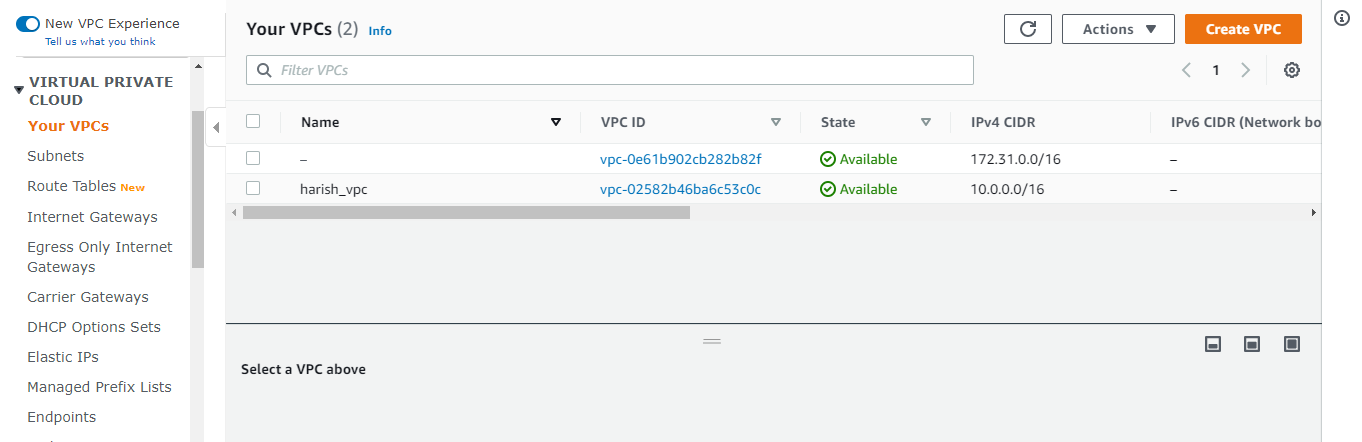 New VPC Experience
Tell us what you think
VIRTUAL PRIVATE
CLOUD
Your VPCs
Subnets
Route Tables New
Internet Gateways
Egress Only Internet
Gateways
Carrier Gateways
DHCP Options Sets
Elastic IPs
Managed Prefix Lists
Endpoints
Your VPCs (2) Info
Actions
Create VPC
Filter VPCs
1
Name VPC ID State IPv4 CIDR IPv6 CIDR (Network bo
– vpc-0e61b902cb282b82f Available 172.31.0.0/16 –
harish_vpc vpc-02582b46ba6c53c0c Available 10.0.0.0/16 –
Select a VPC above